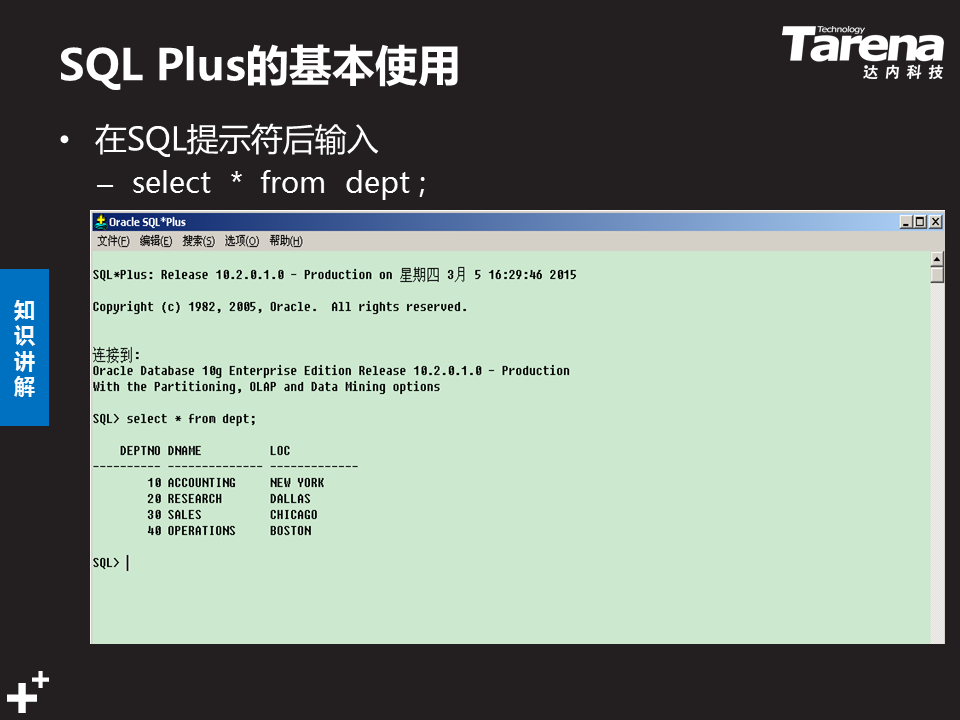 SQL Plus的基本使用
Technology
Tarena
达内科技
• 在SQL提示符后输入
– select * from dept ;
Oracle SQL*Plus
文件(F) 编辑(E) 搜索(S) 选项(O) 帮助(H)
SQL*Plus: Release 10.2.0.1.0 - Production on 星期四 3月 5 16:29:46 2015
Copyright (c) 1982, 2005, Oracle.  All rights reserved.
连接到:
Oracle Database 10g Enterprise Edition Release 10.2.0.1.0 - Production
With the Partitioning, OLAP and Data Mining options
SQL> select * from dept;
DEPTNO DNAME LOC
---------- -------------- -------------
10 ACCOUNTING NEW YORK
20 RESEARCH DALLAS
30 SALES CHICAGO
40 OPERATIONS BOSTON
SQL>
知识讲解